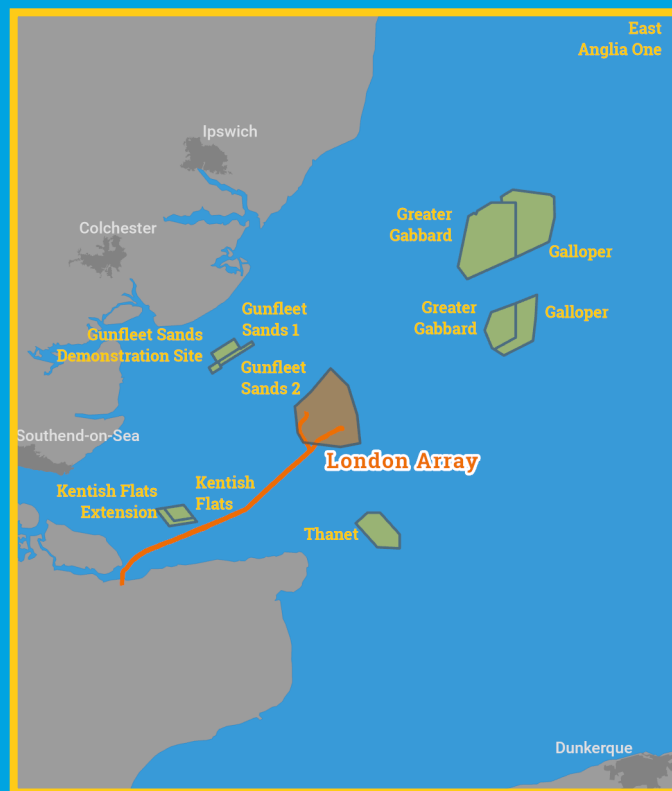 East
Anglia One
Ipswich
Greater
Gabbard
Colchester
Galloper
Gunfleet
Sands 1
Greater
Gabbard
Galloper
Gunfleet Sands
Demonstration Site
Gunfleet
Sands 2
Southend-on-Sea
London Array
Kentish Flats
Extension
Kentish
Flats
Thanet
Dunkerque